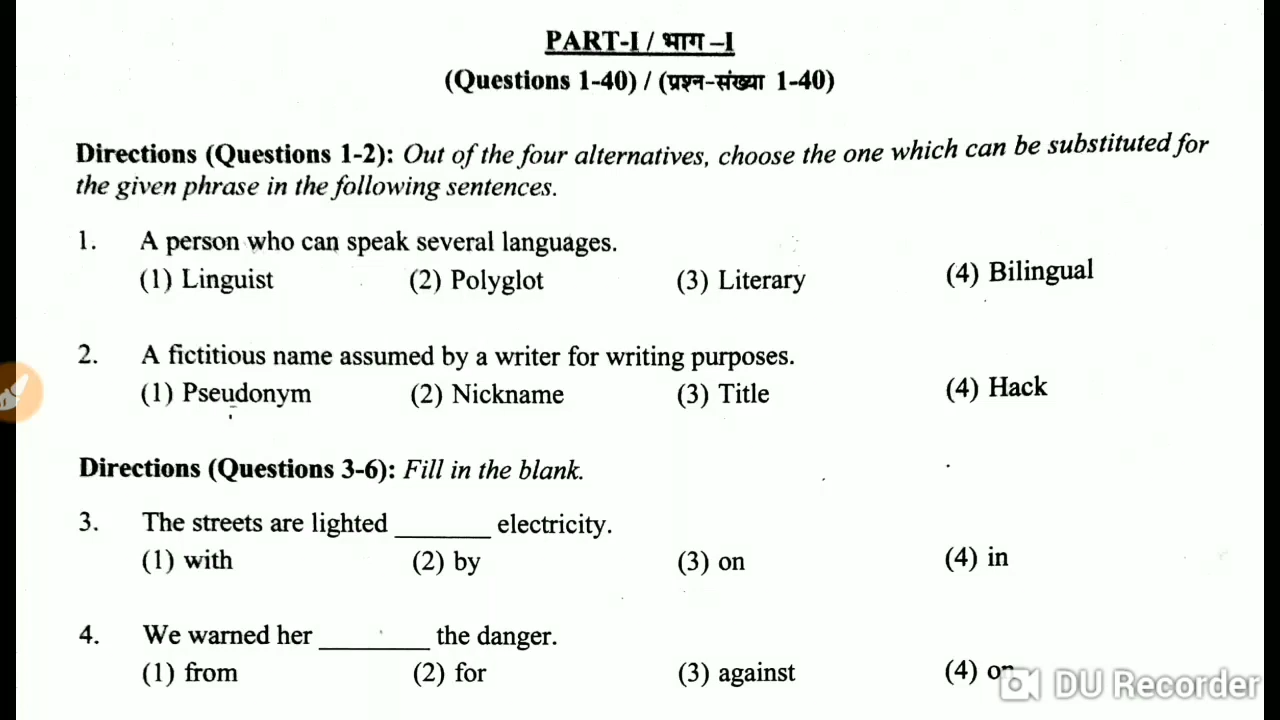 PART-I / भाग –I
(Questions 1-40) / (प्रश्न-संख्या 1-40)
Directions (Questions 1-2): Out of the four alternatives, choose the one which can be substituted for
the given phrase in the following sentences.
1. A person who can speak several languages.
(1) Linguist (2) Polyglot (3) Literary (4) Bilingual
2. A fictitious name assumed by a writer for writing purposes.
(1) Pseudonym (2) Nickname (3) Title (4) Hack
Directions (Questions 3-6): Fill in the blank.
3. The streets are lighted _______ electricity.
(1) with (2) by (3) on (4) in
4. We warned her ________ the danger.
(1) from (2) for (3) against (4)
DU Recorder